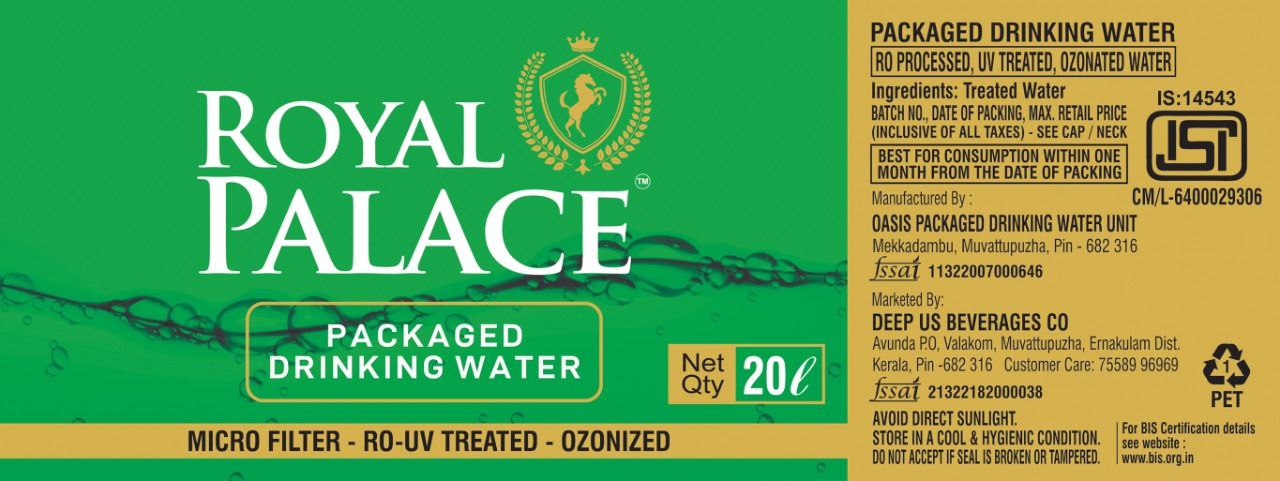 ROYAL
PALACE
TM
PACKAGED
DRINKING WATER
Net
Qty
20ℓ
MICRO FILTER - RO-UV TREATED - OZONIZED
PACKAGED DRINKING WATER
RO PROCESSED, UV TREATED, OZONATED WATER
Ingredients: Treated Water
BATCH NO., DATE OF PACKING, MAX. RETAIL PRICE
(INCLUSIVE OF ALL TAXES) - SEE CAP / NECK
BEST FOR CONSUMPTION WITHIN ONE
MONTH FROM THE DATE OF PACKING
IS:14543
ISI
CM/L-6400029306
Manufactured By :
OASIS PACKAGED DRINKING WATER UNIT
Mekkadambu, Muvattupuzha, Pin - 682 316
fssai 11322007000646
Marketed By:
DEEP US BEVERAGES CO
Avunda P.O, Valakom, Muvattupuzha, Ernakulam Dist.
Kerala, Pin -682 316 Customer Care: 75589 96969
fssai 21322182000038
1
PET
AVOID DIRECT SUNLIGHT.
STORE IN A COOL & HYGIENIC CONDITION.
DO NOT ACCEPT IF SEAL IS BROKEN OR TAMPERED.
For BIS Certification details
see website :
www.bis.org.in